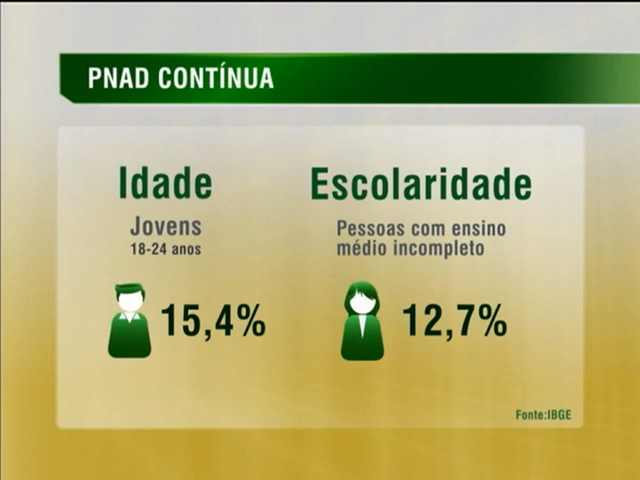 PNAD CONTÍNUA
Idade
Jovens
18-24 anos
15,4%
Escolaridade
Pessoas com ensino
médio incompleto
12,7%
Fonte:IBGE